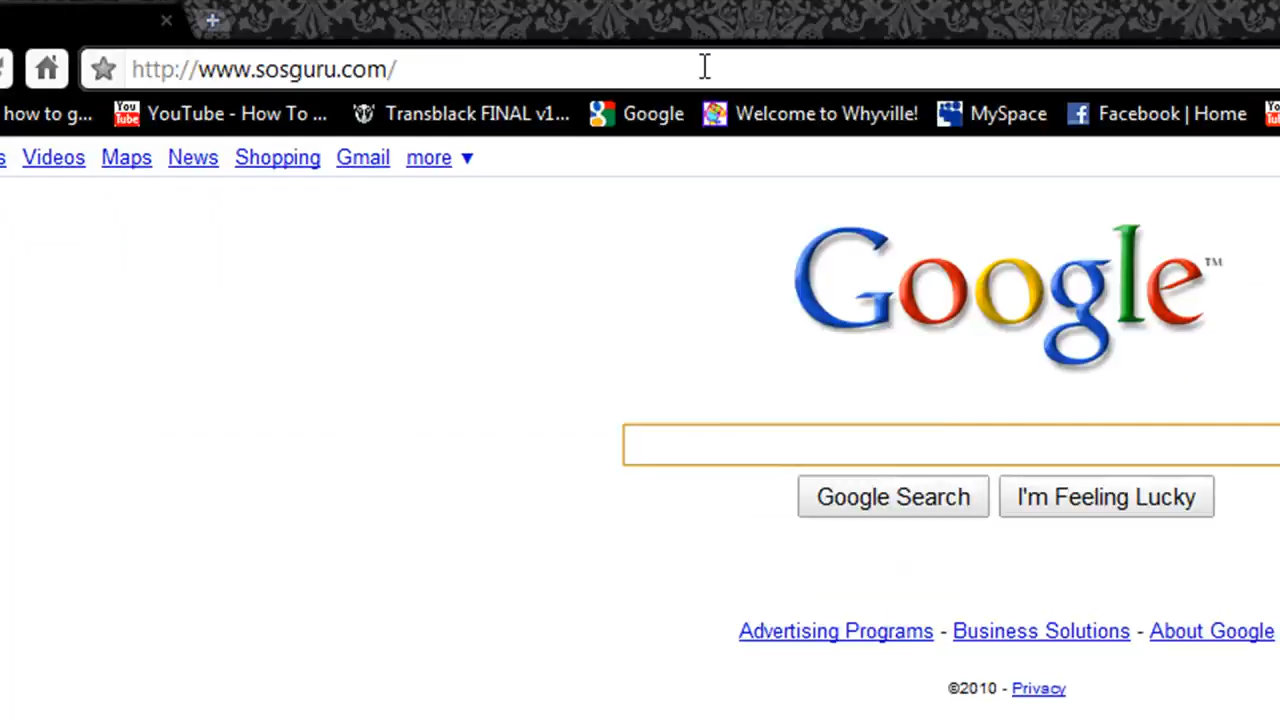 http://www.sosguru.com/
how to g... YouTube - How To ... Transblack FINAL v1... Google Welcome to Whyville! MySpace Facebook | Home
s Videos Maps News Shopping Gmail more ▼
Google™
Google Search I'm Feeling Lucky
Advertising Programs - Business Solutions - About Google
©2010 - Privacy